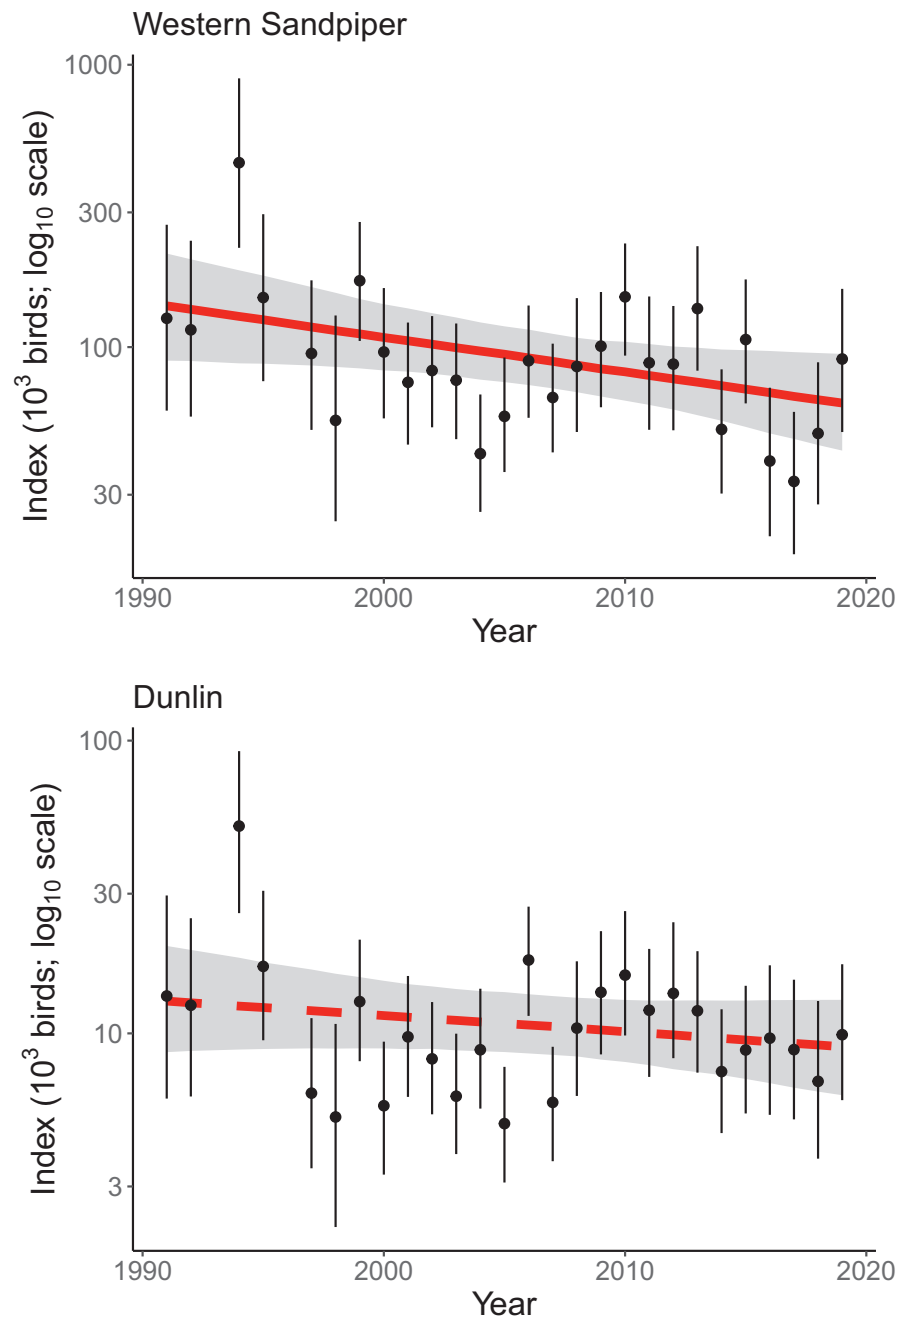 Western Sandpiper
Index (10³ birds; log₁₀ scale)
1000
300
100
30
1990 2000 2010 2020
Year
Dunlin
Index (10³ birds; log₁₀ scale)
100
30
10
3
1990 2000 2010 2020
Year